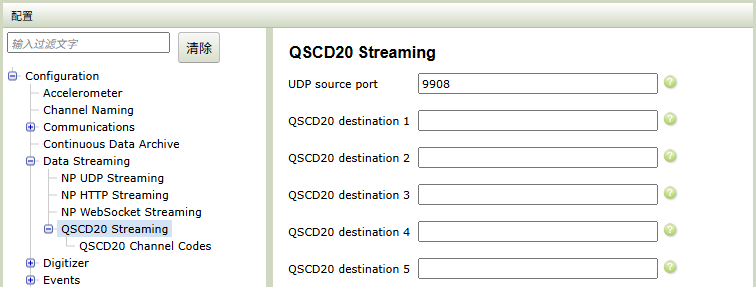 配置
输入过滤文字
清除
Configuration
Accelerometer
Channel Naming
Communications
Continuous Data Archive
Data Streaming
NP UDP Streaming
NP HTTP Streaming
NP WebSocket Streaming
QSCD20 Streaming
QSCD20 Channel Codes
Digitizer
Events
QSCD20 Streaming
UDP source port 9908
QSCD20 destination 1
QSCD20 destination 2
QSCD20 destination 3
QSCD20 destination 4
QSCD20 destination 5